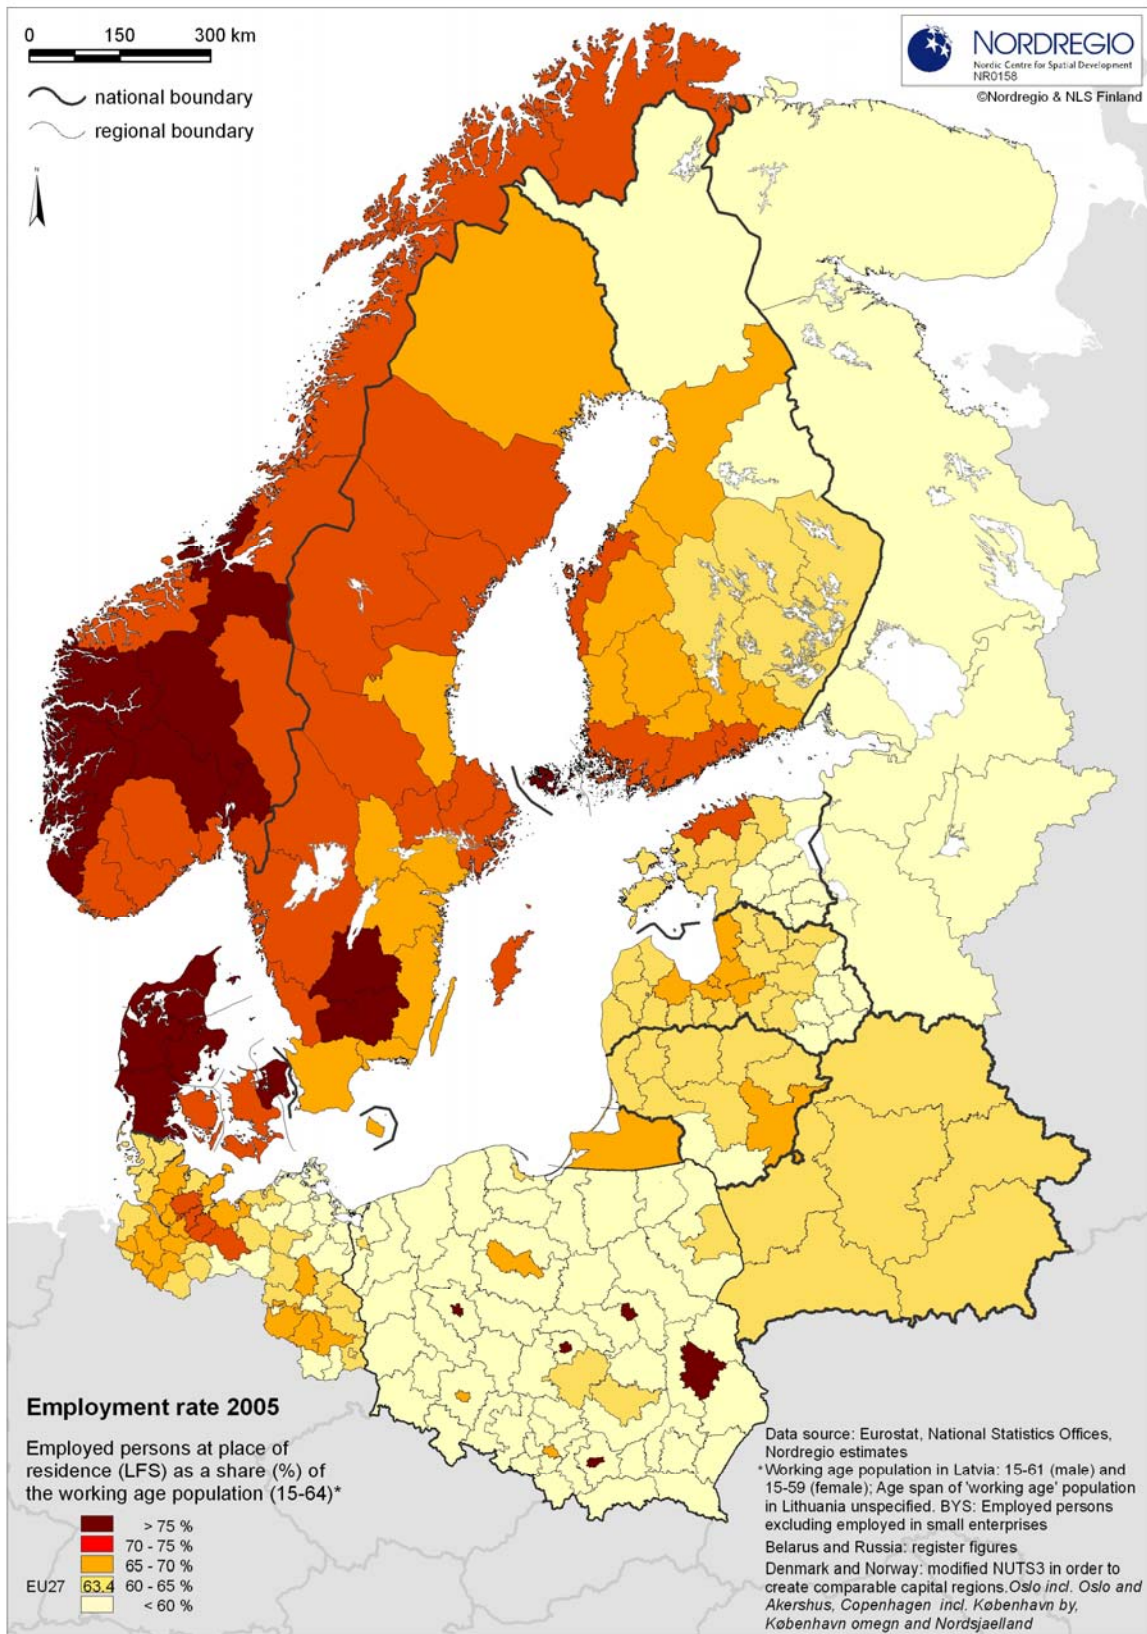 0 150 300 km
national boundary
regional boundary
N
NORDREGIO
Nordic Centre for Spatial Development
NR0158
©Nordregio & NLS Finland
Employment rate 2005
Employed persons at place of
residence (LFS) as a share (%) of
the working age population (15-64)*
> 75 %
70 - 75 %
65 - 70 %
EU27 63.4 60 - 65 %
< 60 %
Data source: Eurostat, National Statistics Offices,
Nordregio estimates
*Working age population in Latvia: 15-61 (male) and
15-59 (female); Age span of 'working age' population
in Lithuania unspecified. BYS: Employed persons
excluding employed in small enterprises
Belarus and Russia: register figures
Denmark and Norway: modified NUTS3 in order to
create comparable capital regions.Oslo incl. Oslo and
Akershus, Copenhagen incl. København by,
København omegn and Nordsjaelland